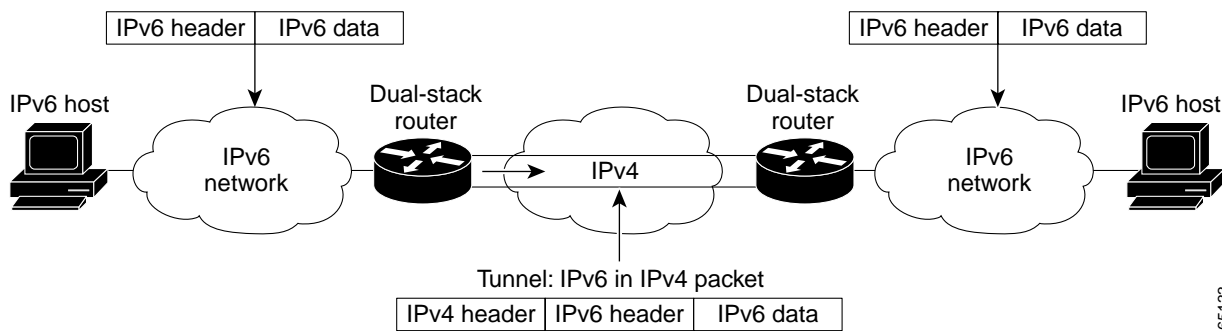 IPv6 header IPv6 data
IPv6 header IPv6 data
IPv6 host
Dual-stack
router
Dual-stack
router
IPv6 host
IPv6
network
IPv4
IPv6
network
Tunnel: IPv6 in IPv4 packet
IPv4 header IPv6 header IPv6 data